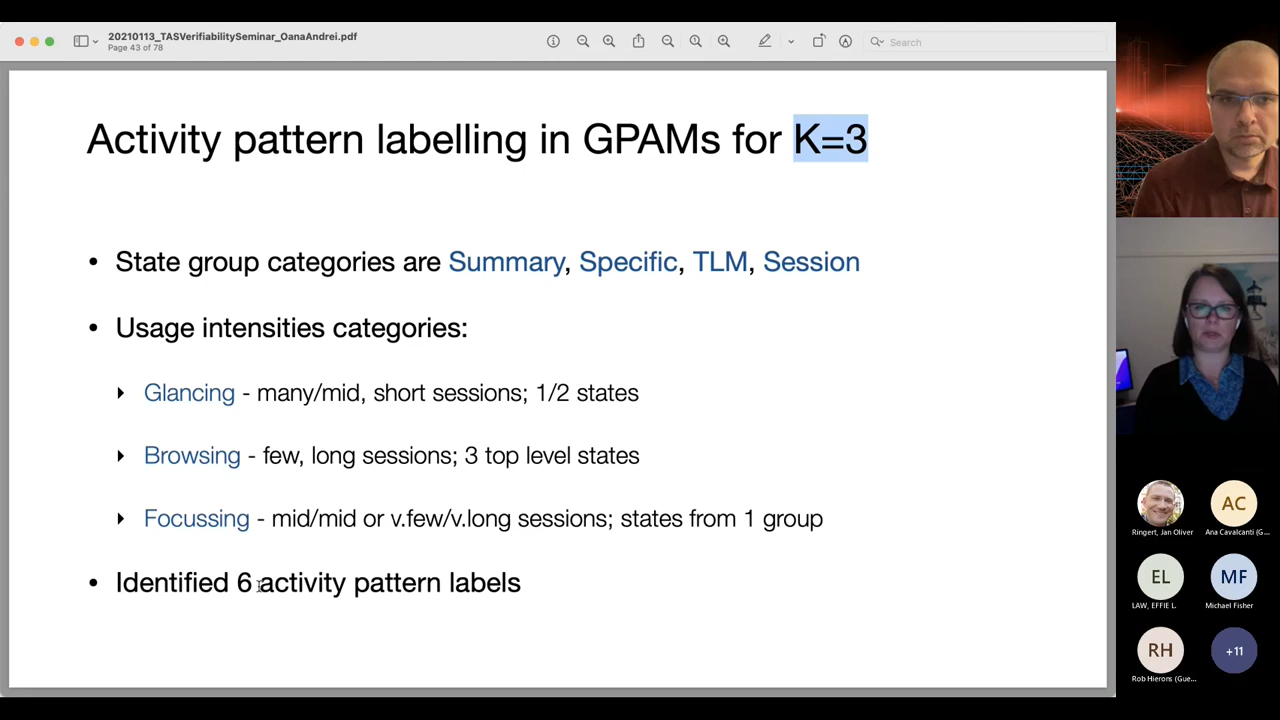 20210113_TASVerifiabilitySeminar_OanaAndrei.pdf
Page 43 of 78
Search
Activity pattern labelling in GPAMs for K=3
• State group categories are Summary, Specific, TLM, Session
• Usage intensities categories:
Glancing - many/mid, short sessions; 1/2 states
Browsing - few, long sessions; 3 top level states
Focussing - mid/mid or v.few/v.long sessions; states from 1 group
• Identified 6 activity pattern labels
AC
Ringert, Jan Oliver
Ana Cavalcanti (G...
EL
MF
LAW, EFFIE L.
Michael Fisher
RH
+11
Rob Hierons (Gue...